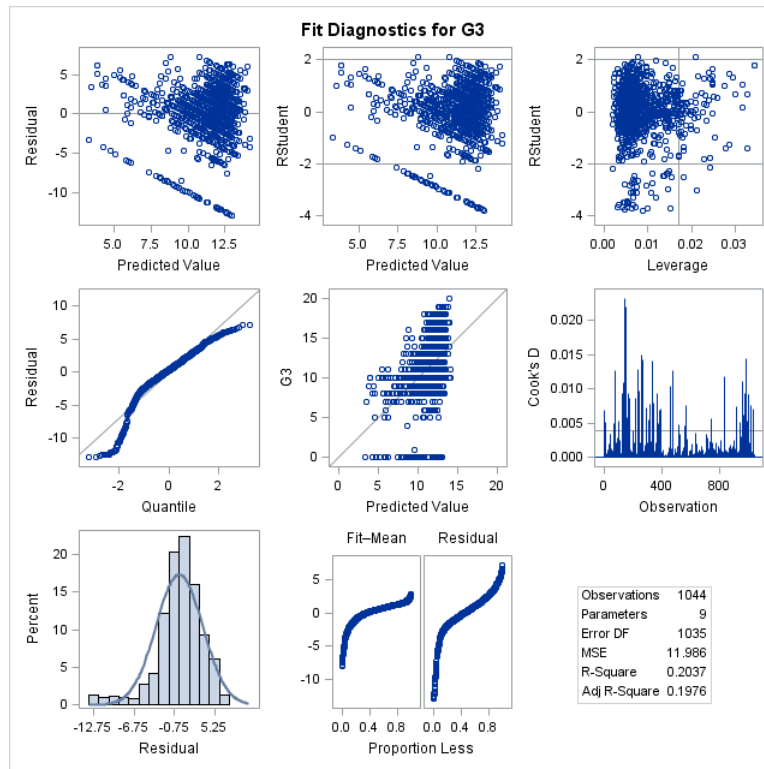 Fit Diagnostics for G3
5
0
-5
-10
Residual
5.0 7.5 10.0 12.5
Predicted Value
2
0
-2
-4
RStudent
5.0 7.5 10.0 12.5
Predicted Value
2
0
-2
-4
RStudent
0.00 0.01 0.02 0.03
Leverage
10
5
0
-5
-10
Residual
-2 0 2
Quantile
20
15
10
5
0
G3
0 5 10 15 20
Predicted Value
0.020
0.015
0.010
0.005
0.000
Cook's D
0 400 800
Observation
20
15
10
5
0
Percent
-12.75 -6.75 -0.75 5.25
Residual
Fit–Mean Residual
5
0
-5
-10
0.0 0.4 0.8 0.0 0.4 0.8
Proportion Less
Observations 1044
Parameters 9
Error DF 1035
MSE 11.986
R-Square 0.2037
Adj R-Square 0.1976